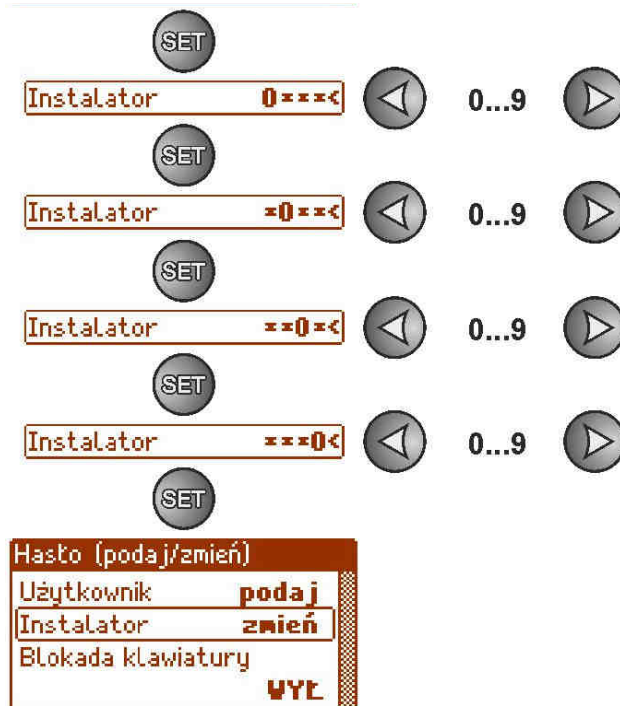 SET
Instalator 0***< 0...9
SET
Instalator *0**< 0...9
SET
Instalator **0*< 0...9
SET
Instalator ***0< 0...9
SET
Hasło (podaj/zmień)
Użytkownik podaj
Instalator zmień
Blokada klawiatury
WYŁ